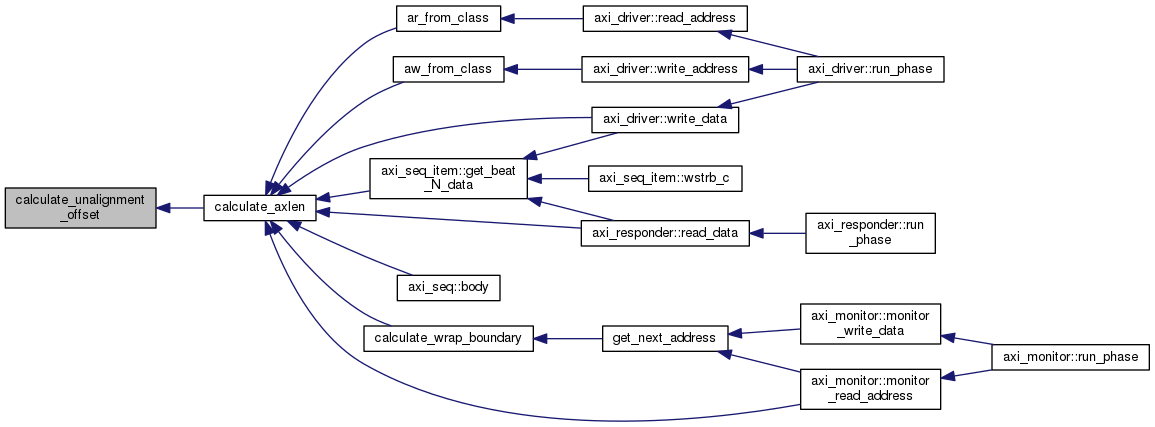 ar_from_class
axi_driver::read_address
aw_from_class
axi_driver::write_address
axi_driver::run_phase
axi_driver::write_data
axi_seq_item::get_beat
_N_data
axi_seq_item::wstrb_c
calculate_unalignment
_offset
calculate_axlen
axi_responder::read_data
axi_responder::run
_phase
axi_seq::body
calculate_wrap_boundary
get_next_address
axi_monitor::monitor
_write_data
axi_monitor::run_phase
axi_monitor::monitor
_read_address